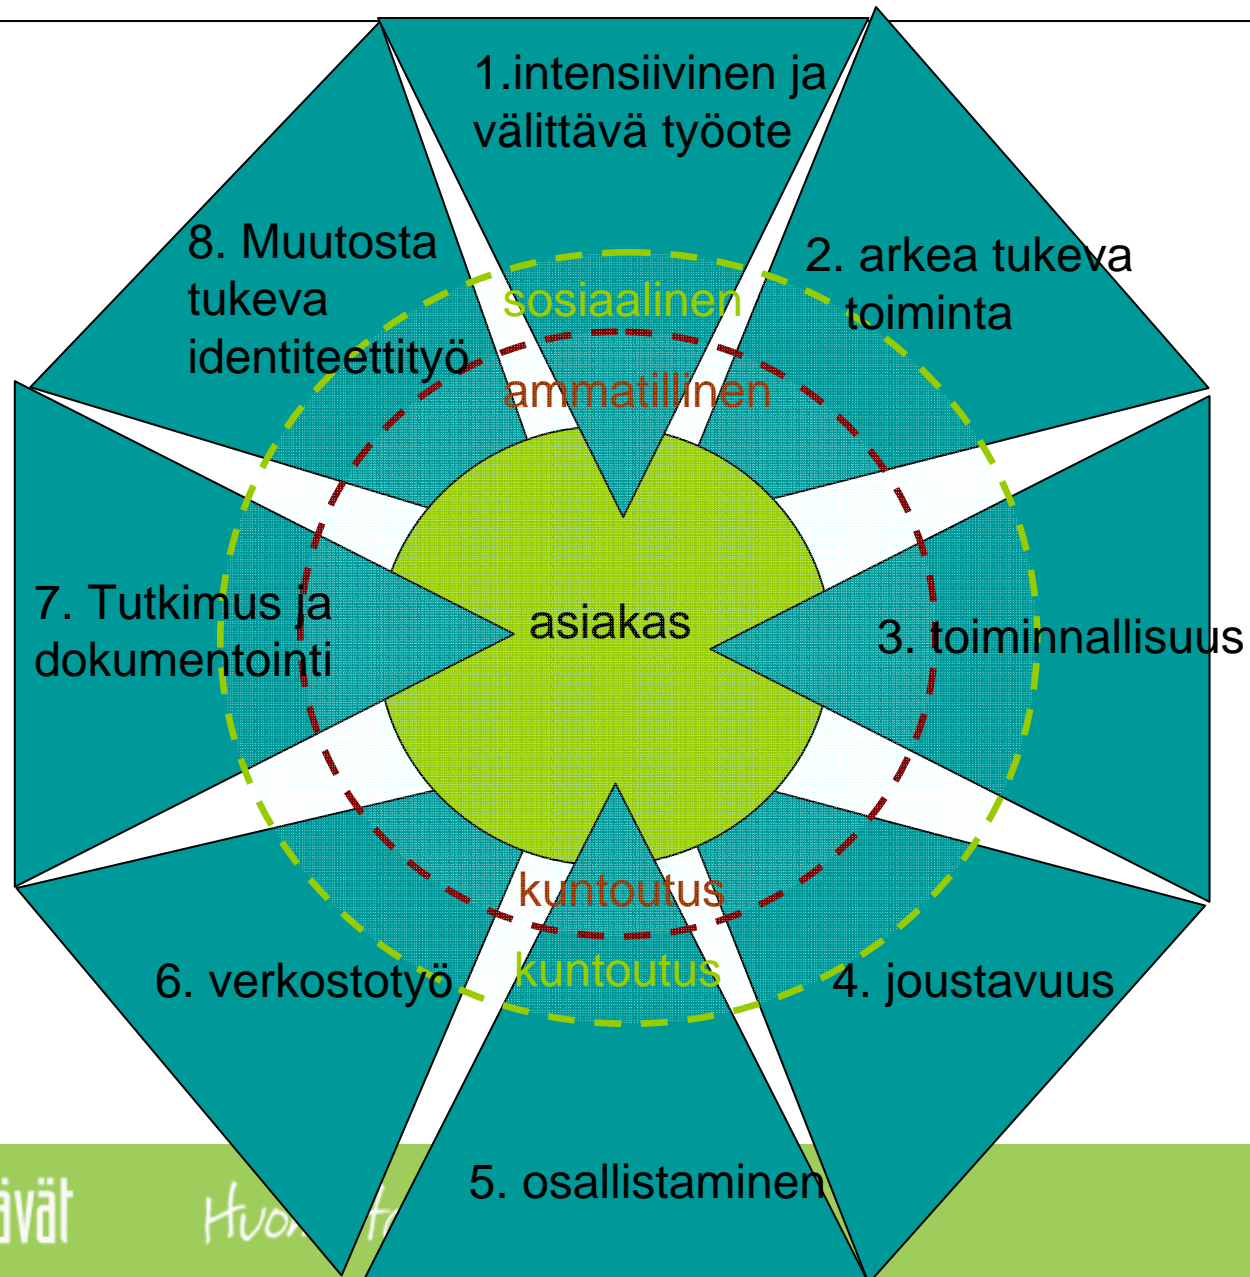 1.intensiivinen ja
välittävä työote
8. Muutosta
tukeva
identiteettityö
2. arkea tukeva
toiminta
sosiaalinen
ammatillinen
7. Tutkimus ja
dokumentointi
asiakas
3. toiminnallisuus
kuntoutus
kuntoutus
6. verkostotyö
4. joustavuus
5. osallistaminen